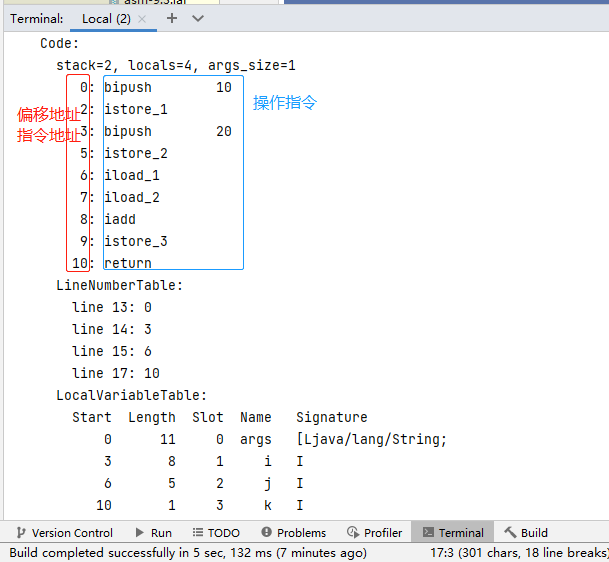 Terminal: Local (2)
Code:
stack=2, locals=4, args_size=1
0: bipush 10
2: istore_1
3: bipush 20
5: istore_2
6: iload_1
7: iload_2
8: iadd
9: istore_3
10: return
偏移地址
指令地址
操作指令
LineNumberTable:
line 13: 0
line 14: 3
line 15: 6
line 17: 10
LocalVariableTable:
Start Length Slot Name Signature
0 11 0 args [Ljava/lang/String;
3 8 1 i I
6 5 2 j I
10 1 3 k I
Version Control Run TODO Problems Profiler Terminal Build
Build completed successfully in 5 sec, 132 ms (7 minutes ago) 17:3 (301 chars, 18 line breaks)